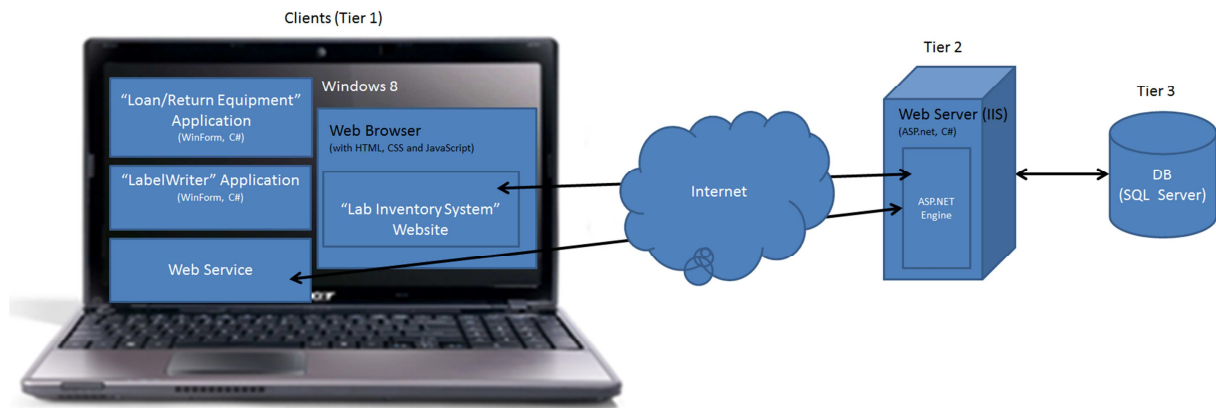 Clients (Tier 1)
"Loan/Return Equipment"
Application
(WinForm, C#)
"LabelWriter" Application
(WinForm, C#)
Web Service
Windows 8
Web Browser
(with HTML, CSS and JavaScript)
"Lab Inventory System"
Website
Internet
Tier 2
Web Server (IIS)
(ASP.net, C#)
ASP.NET
Engine
Tier 3
DB
(SQL Server)